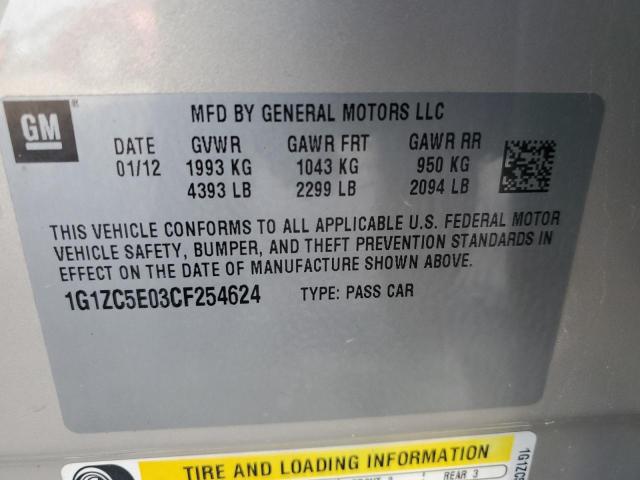 GM
MFD BY GENERAL MOTORS LLC
DATE GVWR GAWR FRT GAWR RR
01/12 1993 KG 1043 KG 950 KG
4393 LB 2299 LB 2094 LB
THIS VEHICLE CONFORMS TO ALL APPLICABLE U.S. FEDERAL MOTOR
VEHICLE SAFETY, BUMPER, AND THEFT PREVENTION STANDARDS IN
EFFECT ON THE DATE OF MANUFACTURE SHOWN ABOVE.
1G1ZC5E03CF254624 TYPE: PASS CAR
TIRE AND LOADING INFORMATION
REAR 3